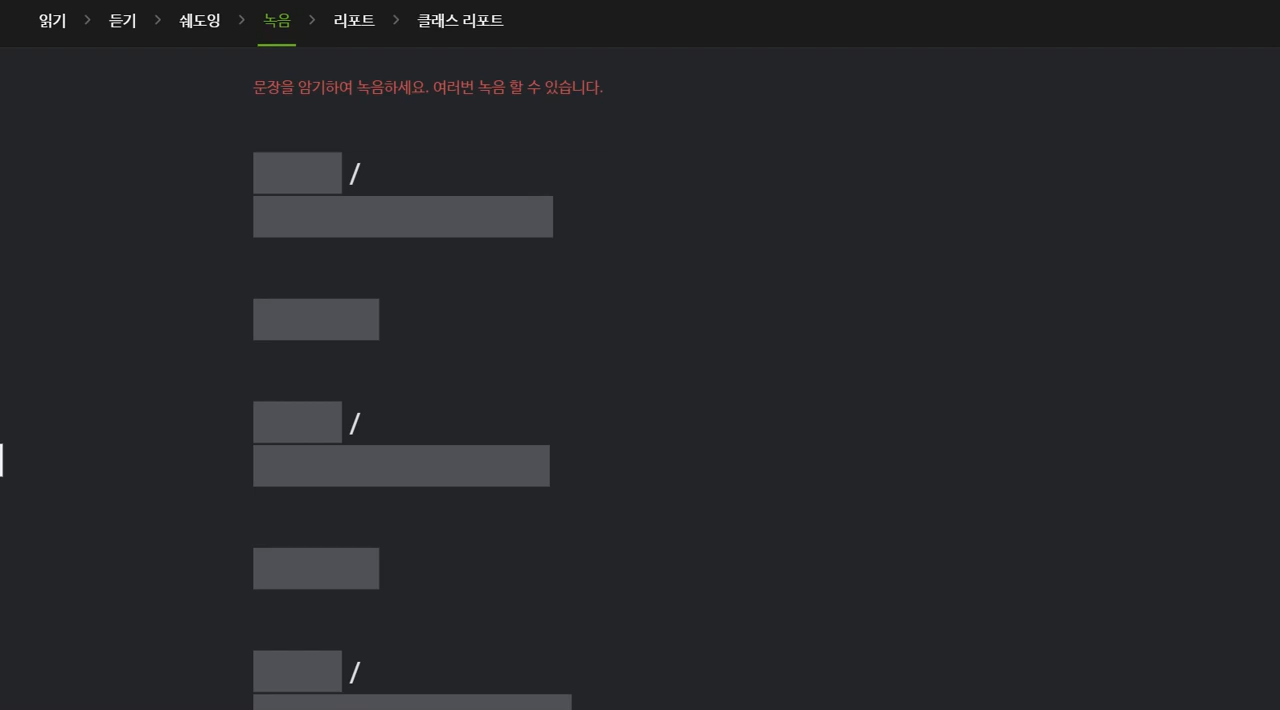 읽기 > 듣기 > 쉐도잉 > 녹음 > 리포트 > 클래스 리포트
문장을 암기하여 녹음하세요. 여러번 녹음 할 수 있습니다.
/
/
/